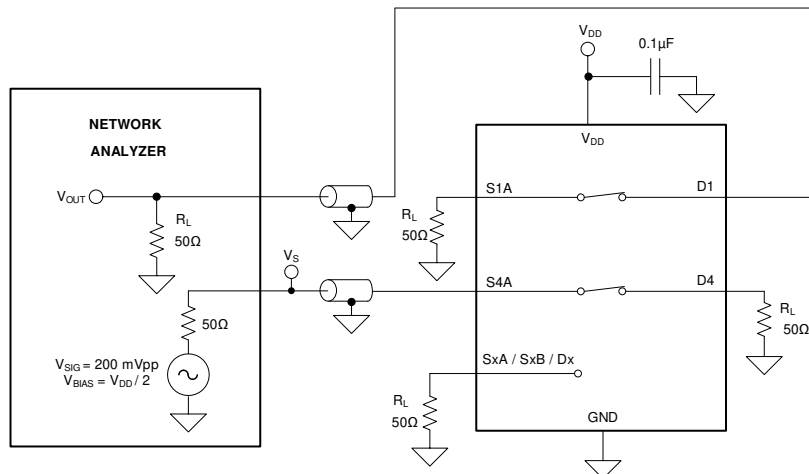 V_DD
0.1µF
NETWORK
ANALYZER
V_DD
V_OUT
S1A
D1
R_L
50Ω
R_L
50Ω
V_S
S4A
D4
50Ω
R_L
50Ω
V_SIG = 200 mVpp
V_BIAS = V_DD / 2
SxA / SxB / Dx
R_L
50Ω
GND